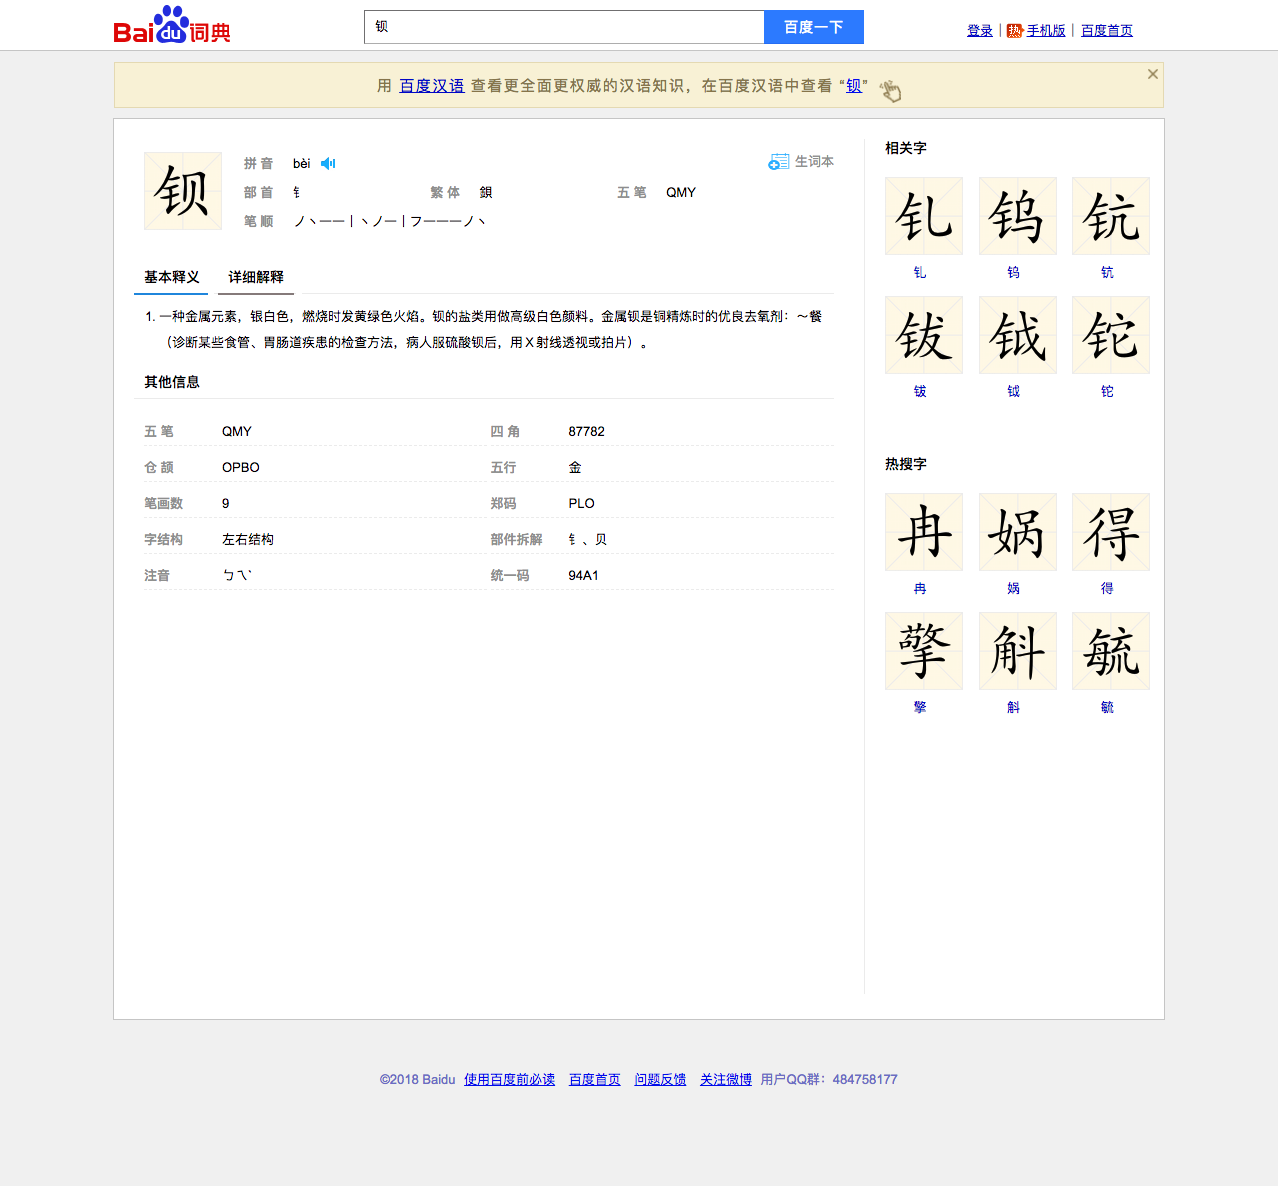 Baidu词典
钡
百度一下
登录 | 热 手机版 | 百度首页
用 百度汉语 查看更全面更权威的汉语知识，在百度汉语中查看 “钡”
钡
拼 音 bèi
生词本
部 首 钅 繁 体 鋇 五 笔 QMY
笔 顺 ノ丶一一丨丶ノ一丨フ一一一ノ丶
基本释义 详细解释
1. 一种金属元素，银白色，燃烧时发黄绿色火焰。钡的盐类用做高级白色颜料。金属钡是铜精炼时的优良去氧剂：～餐
（诊断某些食管、胃肠道疾患的检查方法，病人服硫酸钡后，用Ｘ射线透视或拍片）。
其他信息
五 笔 QMY 四 角 87782
仓 颉 OPBO 五行 金
笔画数 9 郑码 PLO
字结构 左右结构 部件拆解 钅、贝
注音 ㄅㄟˋ 统一码 94A1
相关字
钆 钨 钪
钆 钨 钪
钹 钺 铊
钹 钺 铊
热搜字
冉 娲 得
冉 娲 得
擎 斛 毓
擎 斛 毓
©2018 Baidu 使用百度前必读 百度首页 问题反馈 关注微博 用户QQ群：484758177